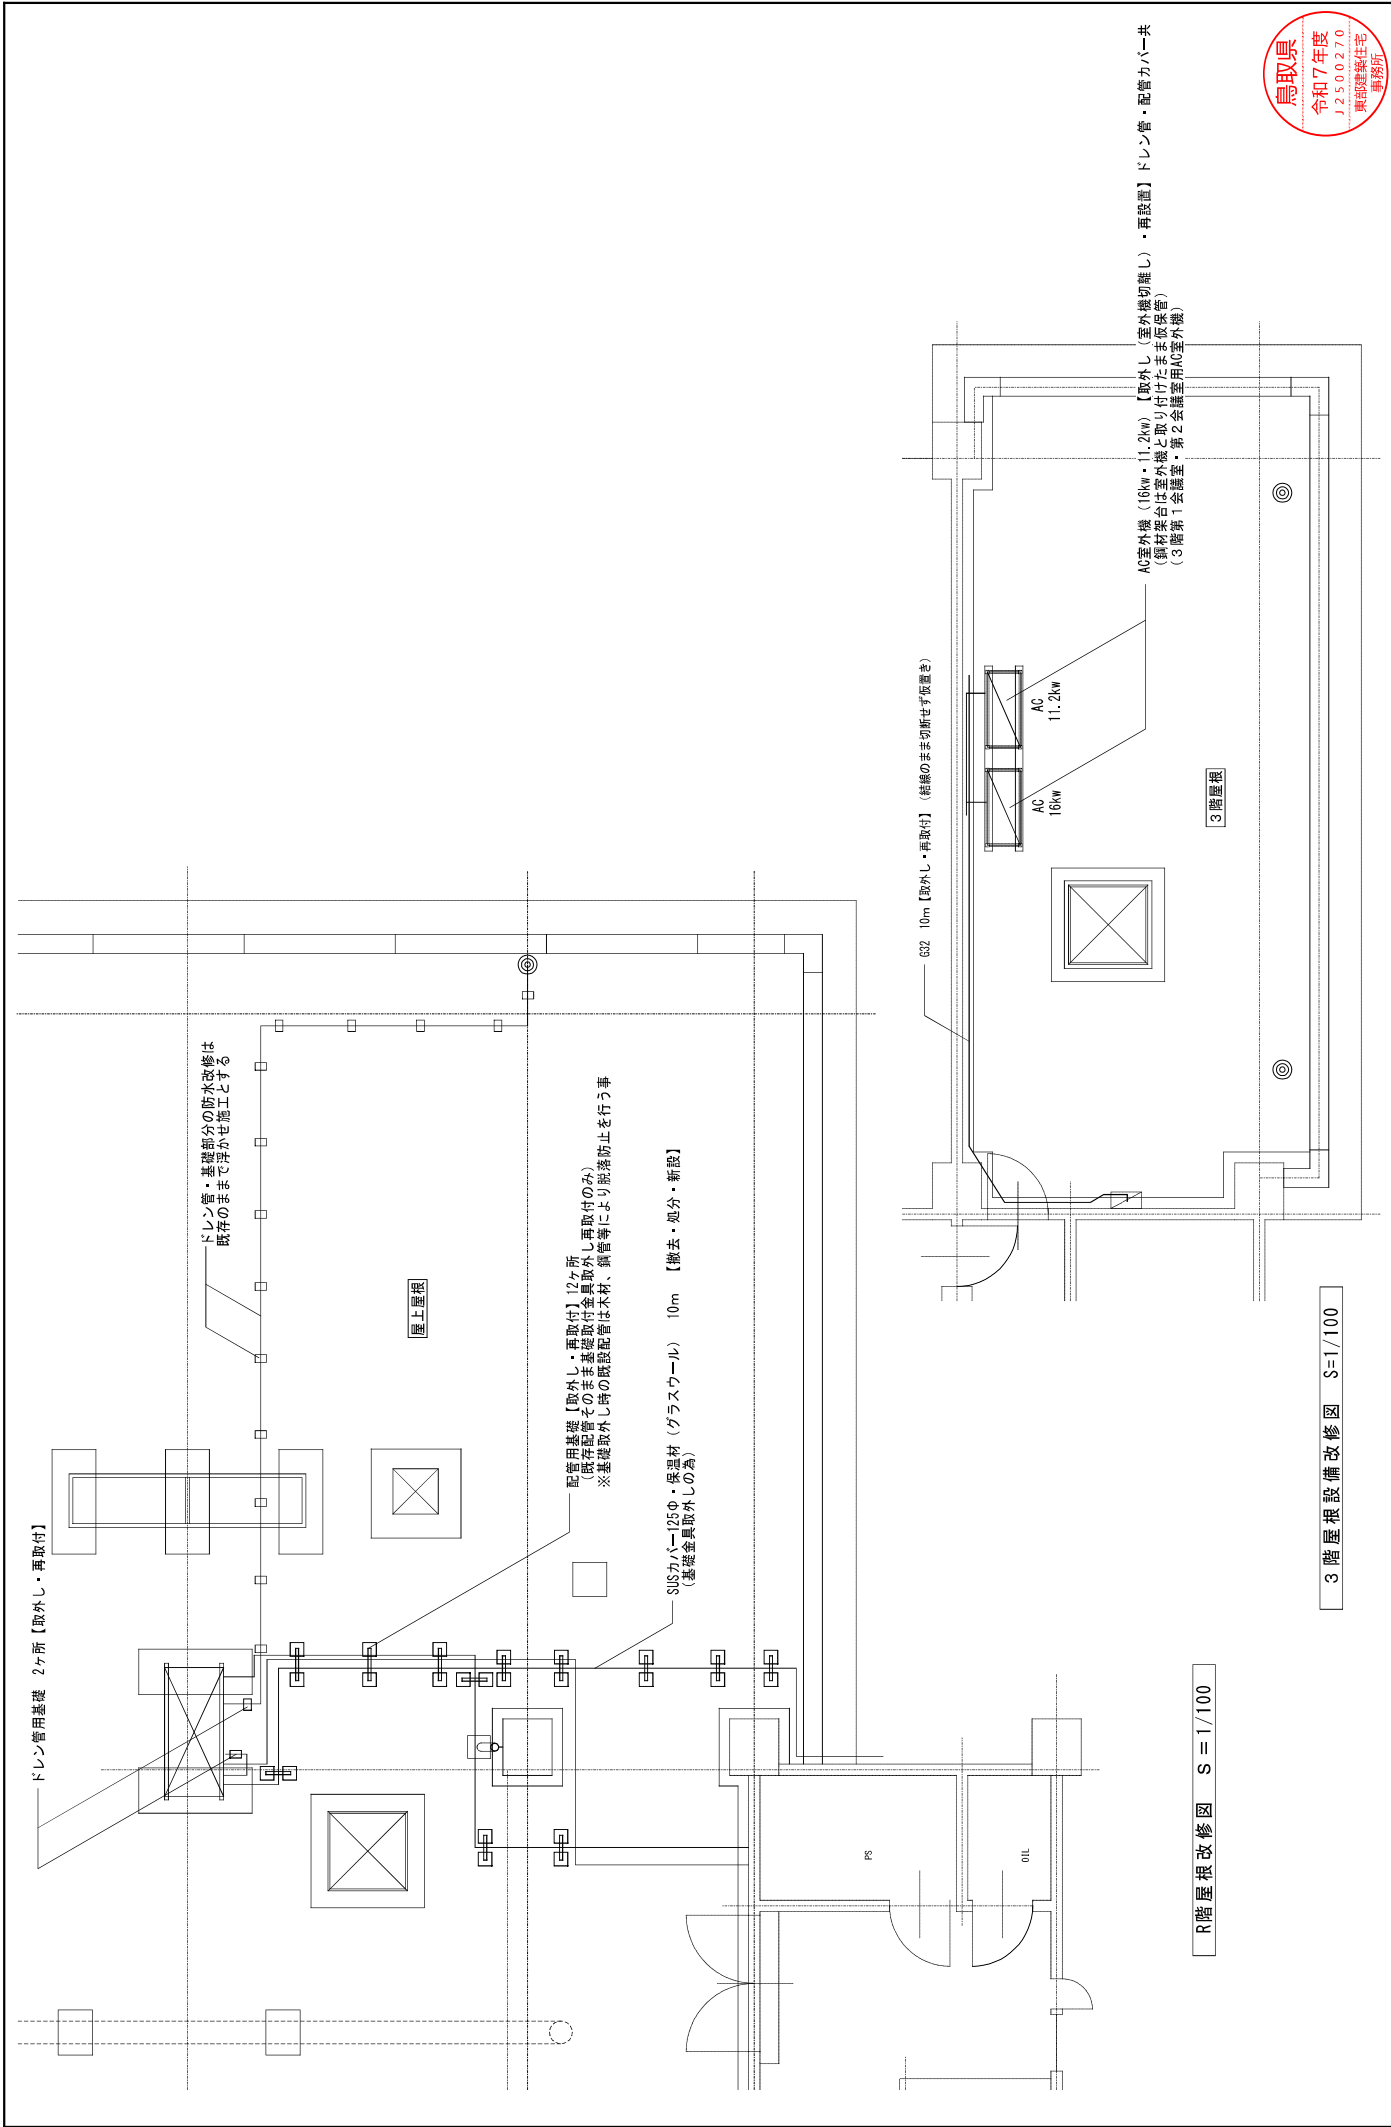 ドレン管用基礎 2ヶ所【取外し・再取付】
ドレン管・基礎部分の防水改修は
既存のままで浮かせ施工とする
屋上屋根
配管用基礎【取外し・再取付】12ヶ所
(既存配管そのまま基礎取付金具取外し再取付のみ)
※基礎取外し時の既設配管は木材、鋼管等により脱落防止を行う事
SUSカバー125Φ・保温材(グラスウール) 10m 【撤去・処分・新設】
(基礎金具取外しの為)
PS
OIL
R階屋根改修図 S=1/100
G32 10m【取外し・再取付】(結線のまま切断せず仮置き)
AC
16kw
AC
11.2kw
AC室外機(16kw・11.2kw)【取外し(室外機切離し)・再設置】ドレン管・配管カバー共
(鋼材架台は室外機と取り付けたまま仮保管)
(3階第1会議室・第2会議室用AC室外機)
3階屋根
3階屋根設備改修図 S=1/100
鳥取県
令和7年度
J2500270
東部建築住宅
事務所